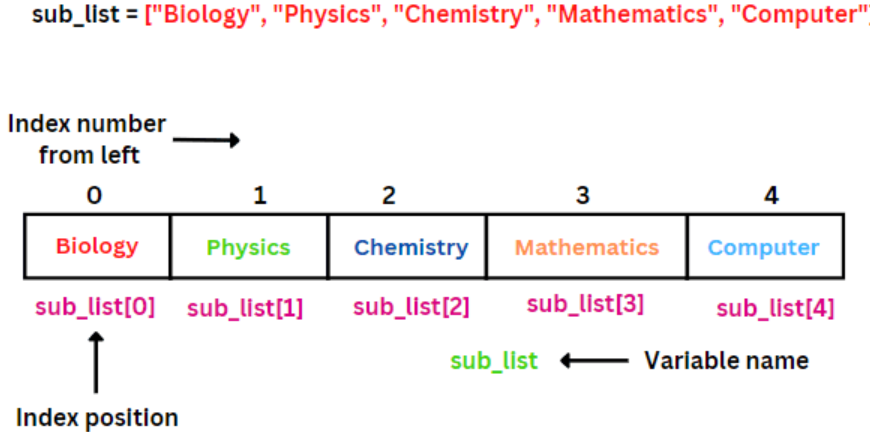 sub_list = ["Biology", "Physics", "Chemistry", "Mathematics", "Computer"]
Index number
from left
0 1 2 3 4
Biology Physics Chemistry Mathematics Computer
sub_list[0] sub_list[1] sub_list[2] sub_list[3] sub_list[4]
sub_list Variable name
Index position